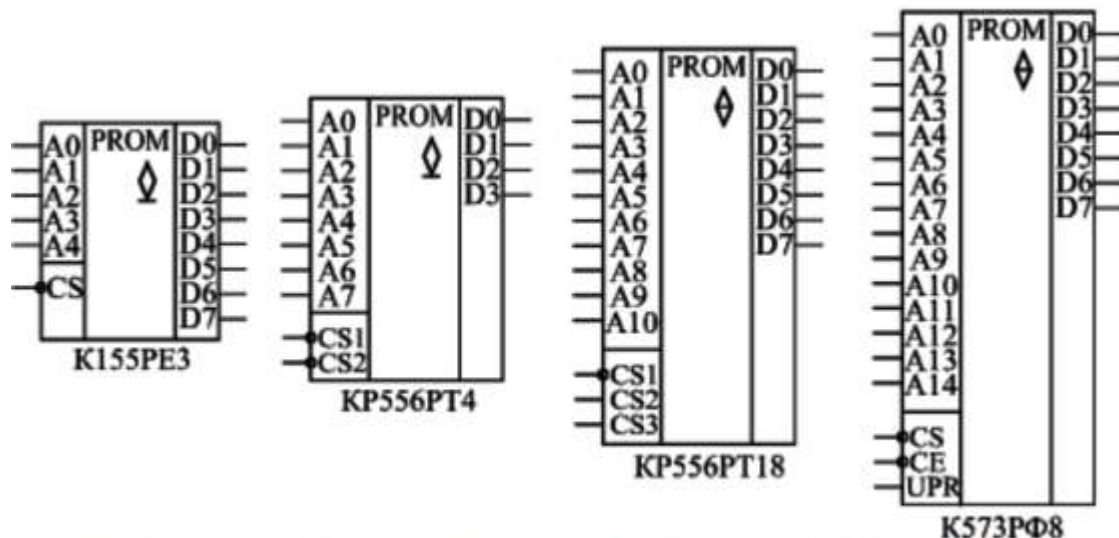 A0 PROM D0
A1 D1
A2 D2
A3 D3
A4 D4
D5
CS D6
D7
К155РЕ3
A0 PROM D0
A1 D1
A2 D2
A3 D3
A4
A5
A6
A7
CS1
CS2
КР556РТ4
A0 PROM D0
A1 D1
A2 D2
A3 D3
A4 D4
A5 D5
A6 D6
A7 D7
A8
A9
A10
CS1
CS2
CS3
КР556РТ18
A0 PROM D0
A1 D1
A2 D2
A3 D3
A4 D4
A5 D5
A6 D6
A7 D7
A8
A9
A10
A11
A12
A13
A14
CS
CE
UPR
К573РФ8